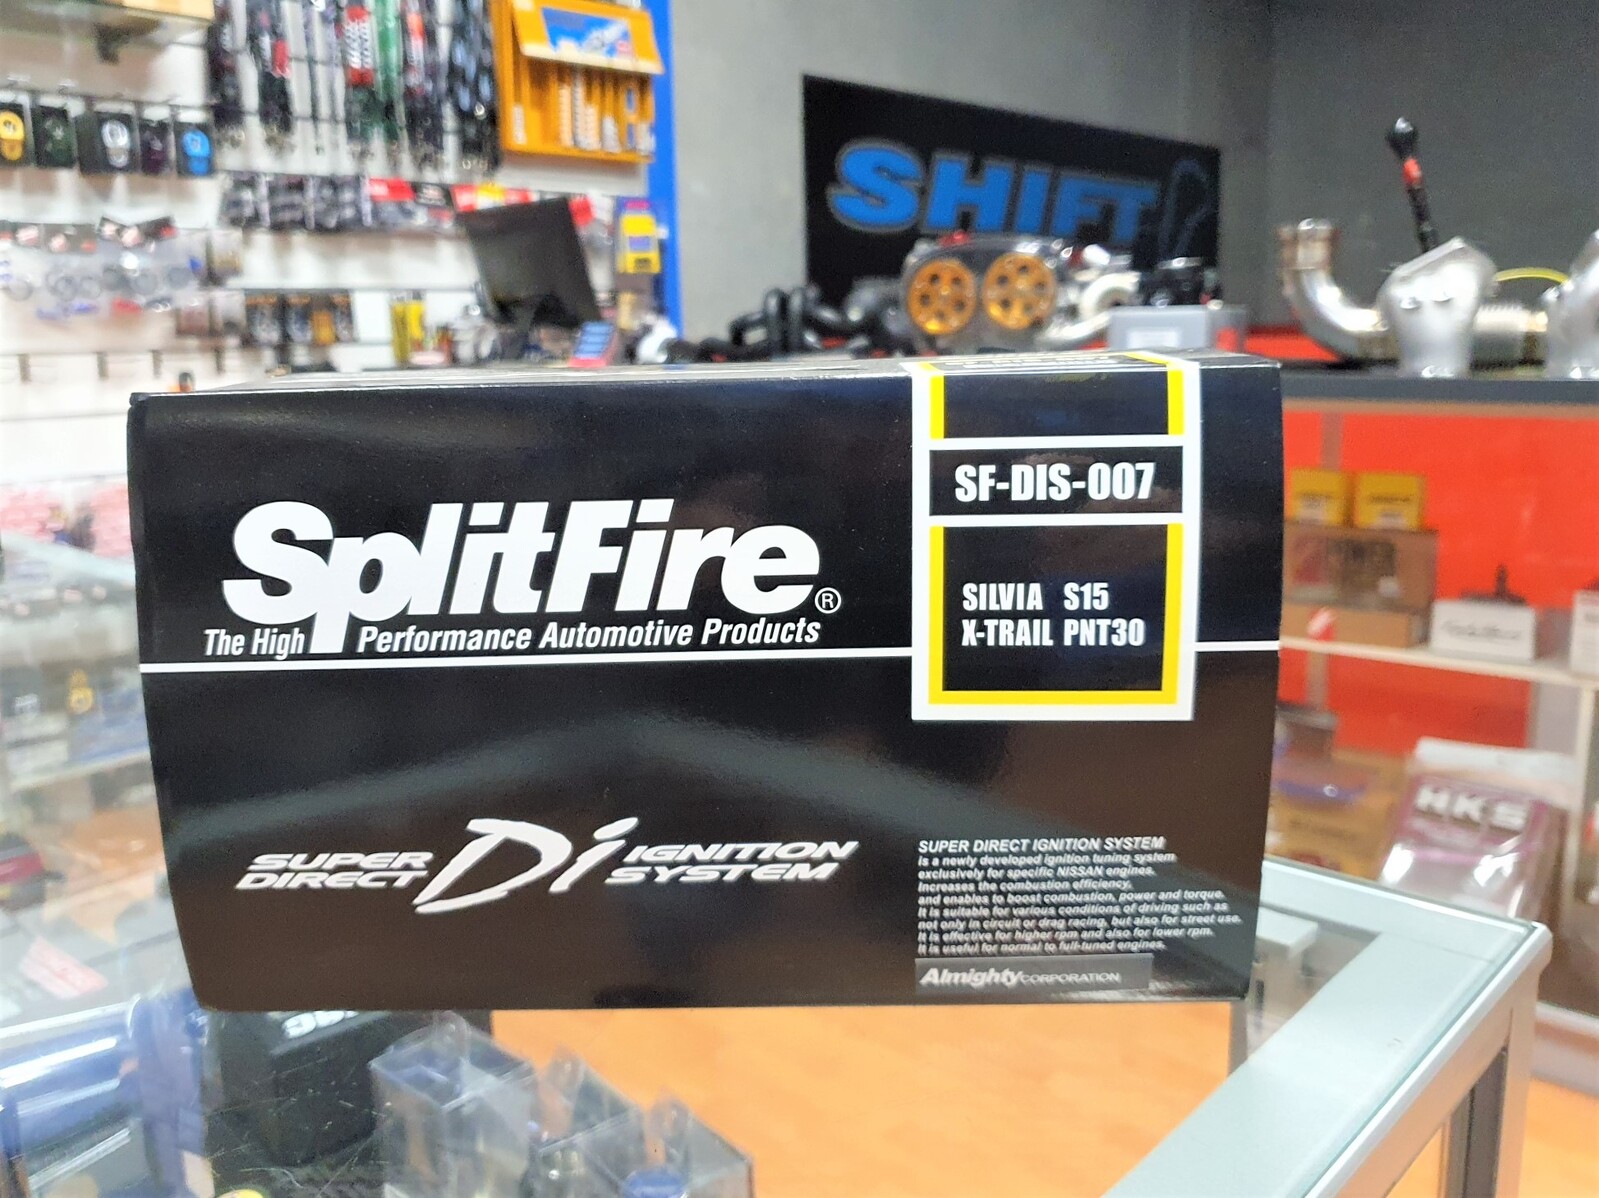 SHIFT
SplitFire®
The High Performance Automotive Products
SF-DIS-007
SILVIA S15
X-TRAIL PNT30
SUPER DIRECT Di IGNITION SYSTEM
SUPER DIRECT IGNITION SYSTEM
is a newly developed ignition tuning system
exclusively for specific NISSAN engines.
Increases the combustion efficiency,
and enables to boost combustion, power and torque.
It is suitable for various conditions of driving such as
not only in circuit or drag racing, but also for street use.
It is effective for higher rpm and also for lower rpm.
It is useful for normal to full-tuned engines.
Almighty CORPORATION
POWER
HKS